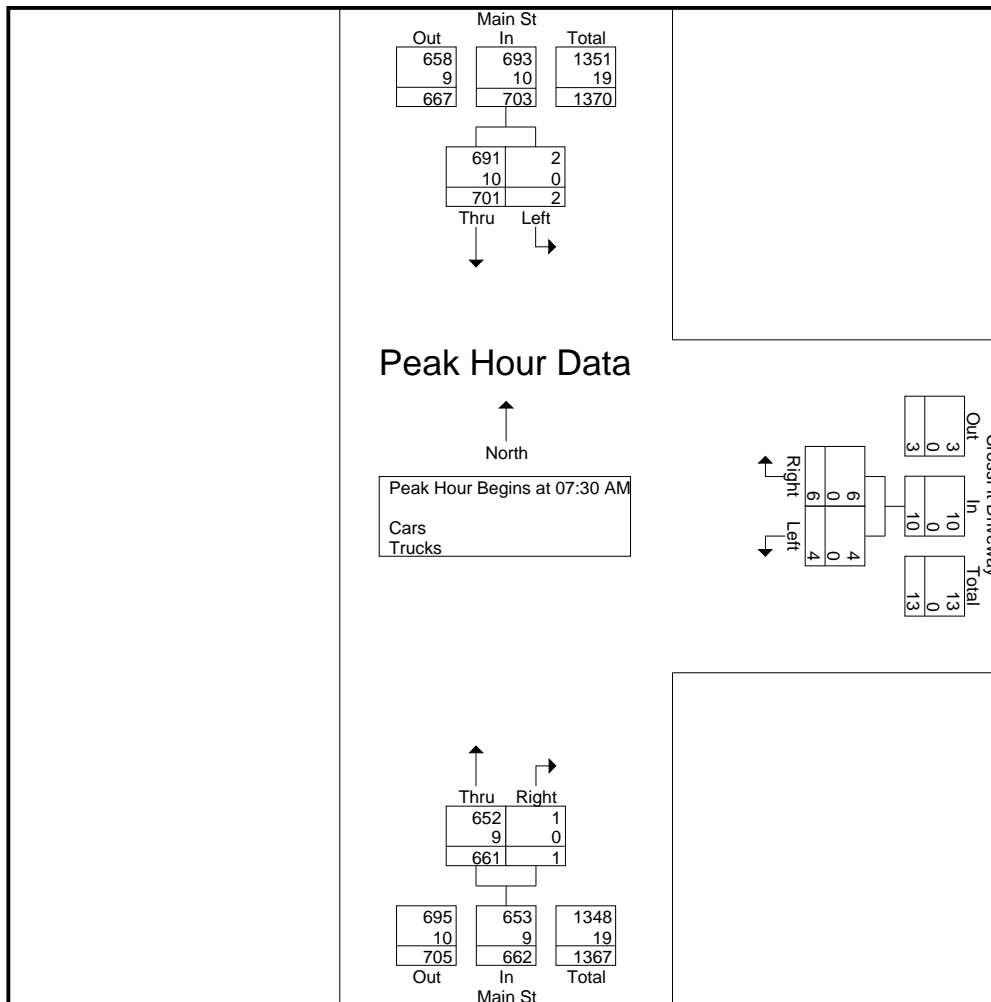 Main St
Out In Total
658 693 1351
9 10 19
667 703 1370
691 2
10 0
701 2
Thru Left
Peak Hour Data
North
Peak Hour Begins at 07:30 AM
Cars
Trucks
Right Left
6 4
0 0
6 4
Out In Total
3 10 13
0 0 0
3 10 13
Driveway
Thru Right
652 1
9 0
661 1
695 653 1348
10 9 19
705 662 1367
Out In Total
Main St